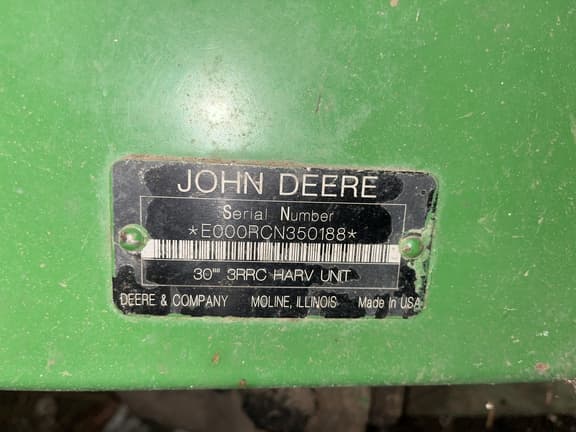 JOHN DEERE
Serial Number
*E000RCN350188*
30"" 3RRC HARV UNIT
DEERE & COMPANY MOLINE, ILLINOIS Made In USA